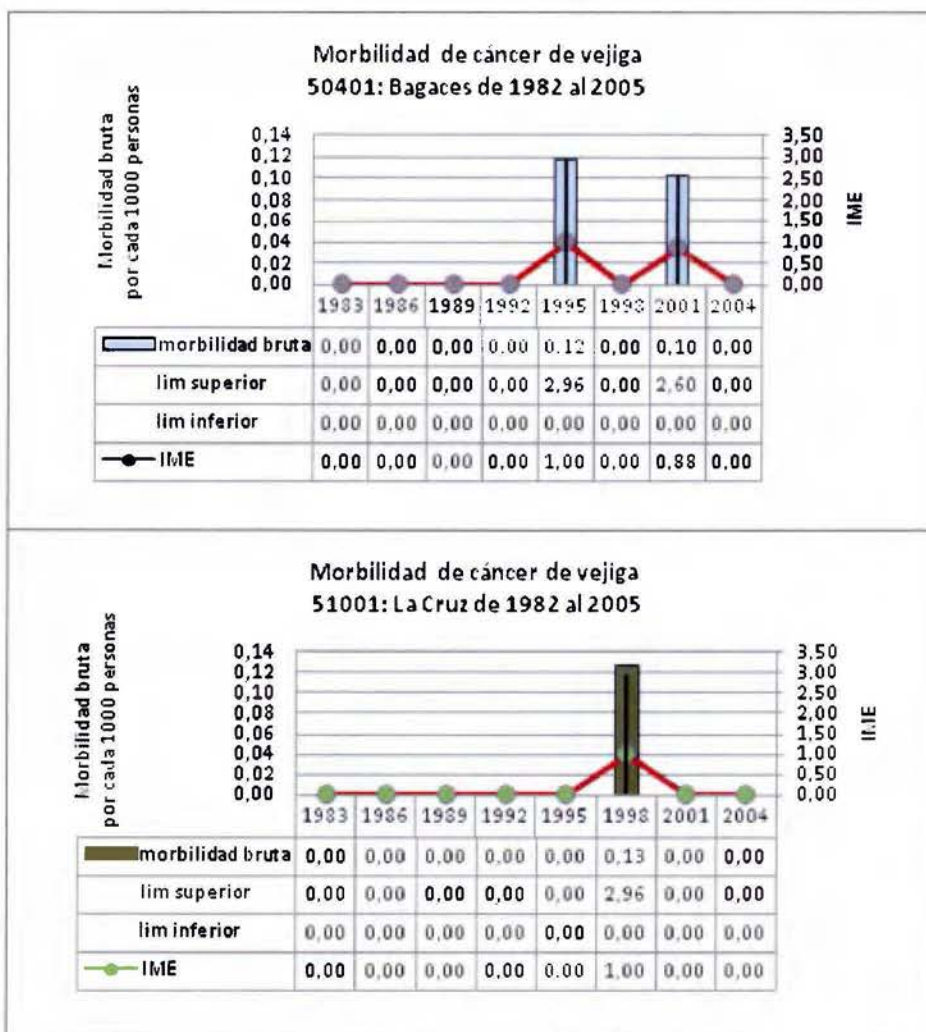 Morbilidad de cáncer de vejiga
50401: Bagaces de 1982 al 2005
Morbilidad bruta
por cada 1000 personas
0,14
0,12
0,10
0,08
0,06
0,04
0,02
0,00
3,50
3,00
2,50
2,00
1,50
1,00
0,50
0,00
IME
1983 1986 1989 1992 1995 1998 2001 2004
morbilidad bruta 0,00 0,00 0,00 0,00 0,12 0,00 0,10 0,00
lim superior 0,00 0,00 0,00 0,00 2,96 0,00 2,60 0,00
lim inferior 0,00 0,00 0,00 0,00 0,00 0,00 0,00 0,00
IME 0,00 0,00 0,00 0,00 1,00 0,00 0,88 0,00
Morbilidad de cáncer de vejiga
51001: La Cruz de 1982 al 2005
Morbilidad bruta
por cada 1000 personas
0,14
0,12
0,10
0,08
0,06
0,04
0,02
0,00
3,50
3,00
2,50
2,00
1,50
1,00
0,50
0,00
IME
1983 1986 1989 1992 1995 1998 2001 2004
morbilidad bruta 0,00 0,00 0,00 0,00 0,00 0,13 0,00 0,00
lim superior 0,00 0,00 0,00 0,00 0,00 2,96 0,00 0,00
lim inferior 0,00 0,00 0,00 0,00 0,00 0,00 0,00 0,00
IME 0,00 0,00 0,00 0,00 0,00 1,00 0,00 0,00